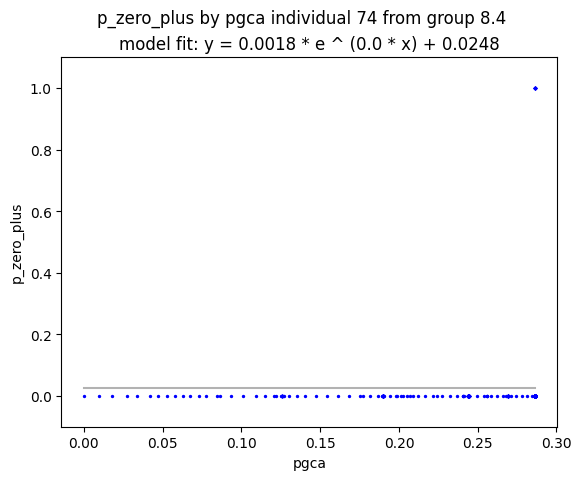 p_zero_plus by pgca individual 74 from group 8.4
model fit: y = 0.0018 * e ^ (0.0 * x) + 0.0248
1.0
0.8
0.6
0.4
0.2
0.0
p_zero_plus
0.00 0.05 0.10 0.15 0.20 0.25 0.30
pgca